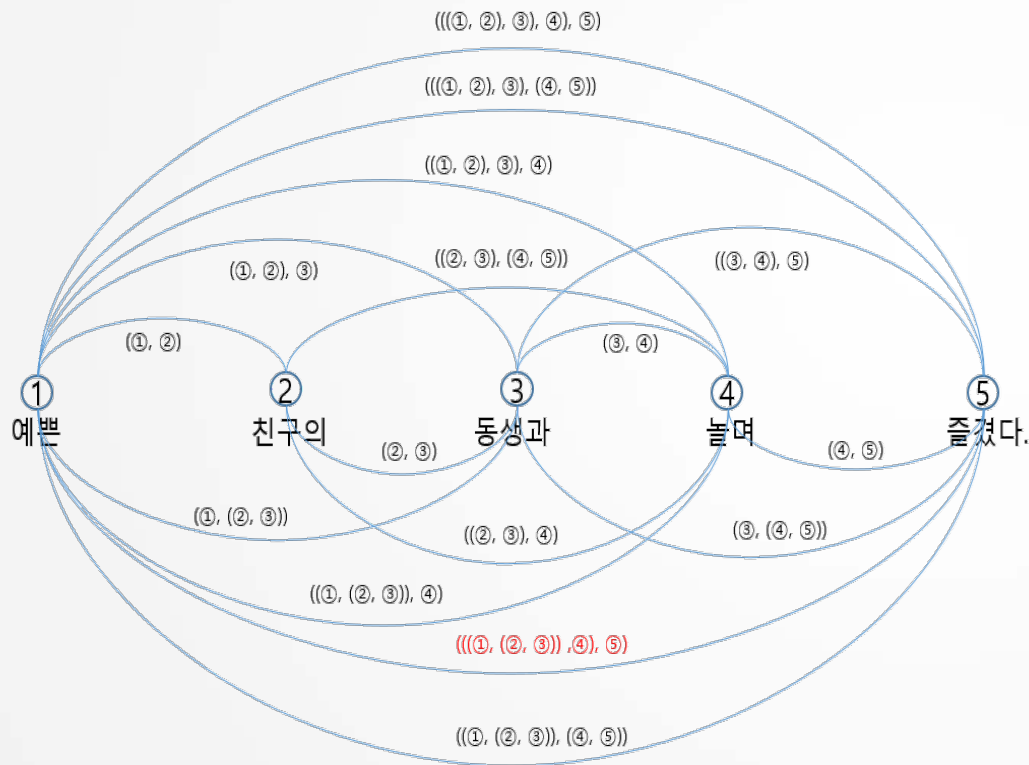 ((((①, ②), ③), ④), ⑤)
(((①, ②), ③), (④, ⑤))
(((①, ②), ③), ④)
((②, ③), (④, ⑤))
((③, ④), ⑤)
(①, ②), ③)
(①, ②)
(③, ④)
① ② ③ ④ ⑤
예쁜 친구의 동생과 놀며 즐겼다.
(②, ③)
(④, ⑤)
(①, (②, ③))
((②, ③), ④)
(③, (④, ⑤))
((①, (②, ③)), ④)
(((①, (②, ③)) ,④), ⑤)
((①, (②, ③)), (④, ⑤))